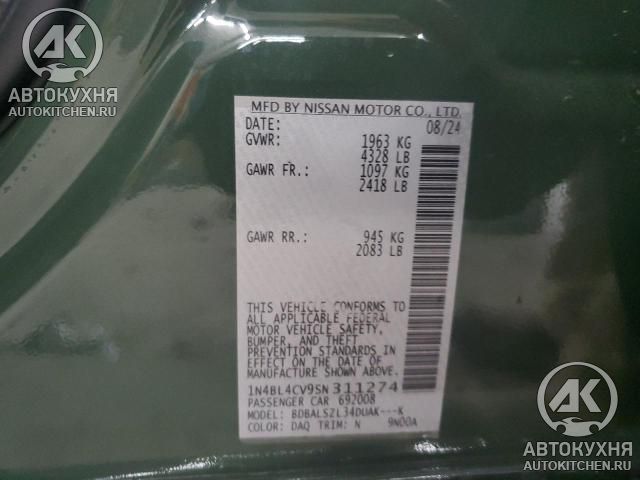 AK
АВТОКУХНЯ
AUTOKITCHEN.RU
MFD BY NISSAN MOTOR CO., LTD.
DATE: 08/24
GVWR: 1963 KG
4328 LB
GAWR FR.: 1097 KG
2418 LB
GAWR RR.: 945 KG
2083 LB
THIS VEHICLE CONFORMS TO
ALL APPLICABLE FEDERAL
MOTOR VEHICLE SAFETY,
BUMPER, AND THEFT
PREVENTION STANDARDS IN
EFFECT ON THE DATE OF
MANUFACTURE SHOWN ABOVE.
1N4BL4CV9SN311274
PASSENGER CAR 692008
MODEL: BDBALSZL34DUAK---K
COLOR: DAQ TRIM: N 9N00A
AK
АВТОКУХНЯ
AUTOKITCHEN.RU